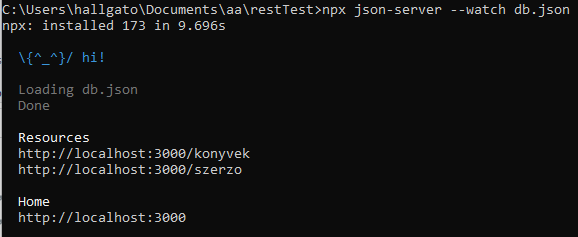 C:\Users\hallgato\Documents\aa\restTest>npx json-server --watch db.json
npx: installed 173 in 9.696s
\{^_^}/ hi!
Loading db.json
Done
Resources
http://localhost:3000/konyvek
http://localhost:3000/szerzo
Home
http://localhost:3000